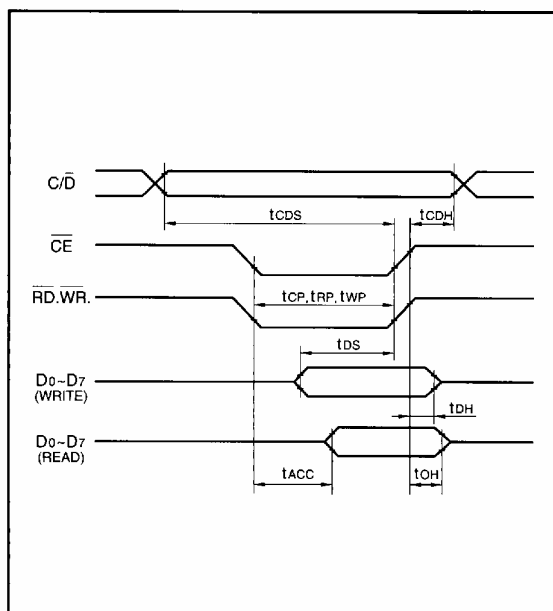 C/D̅
tCDS
tCDH
C̅E̅
R̅D̅.W̅R̅.
tCP, tRP, tWP
tDS
D0~D7
(WRITE)
tDH
D0~D7
(READ)
tACC
tOH